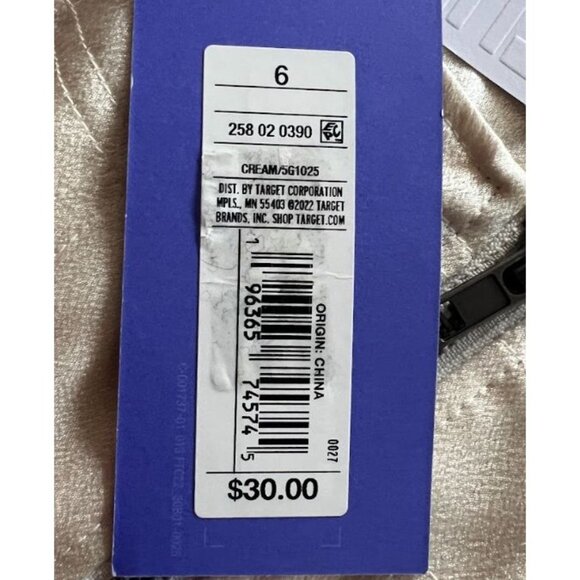 6
258 02 0390
CREAM/5G1025
DIST. BY TARGET CORPORATION
MPLS., MN 55403 ©2022 TARGET
BRANDS, INC. SHOP TARGET.COM
1 96365 74574 5
ORIGIN: CHINA
0027
$30.00